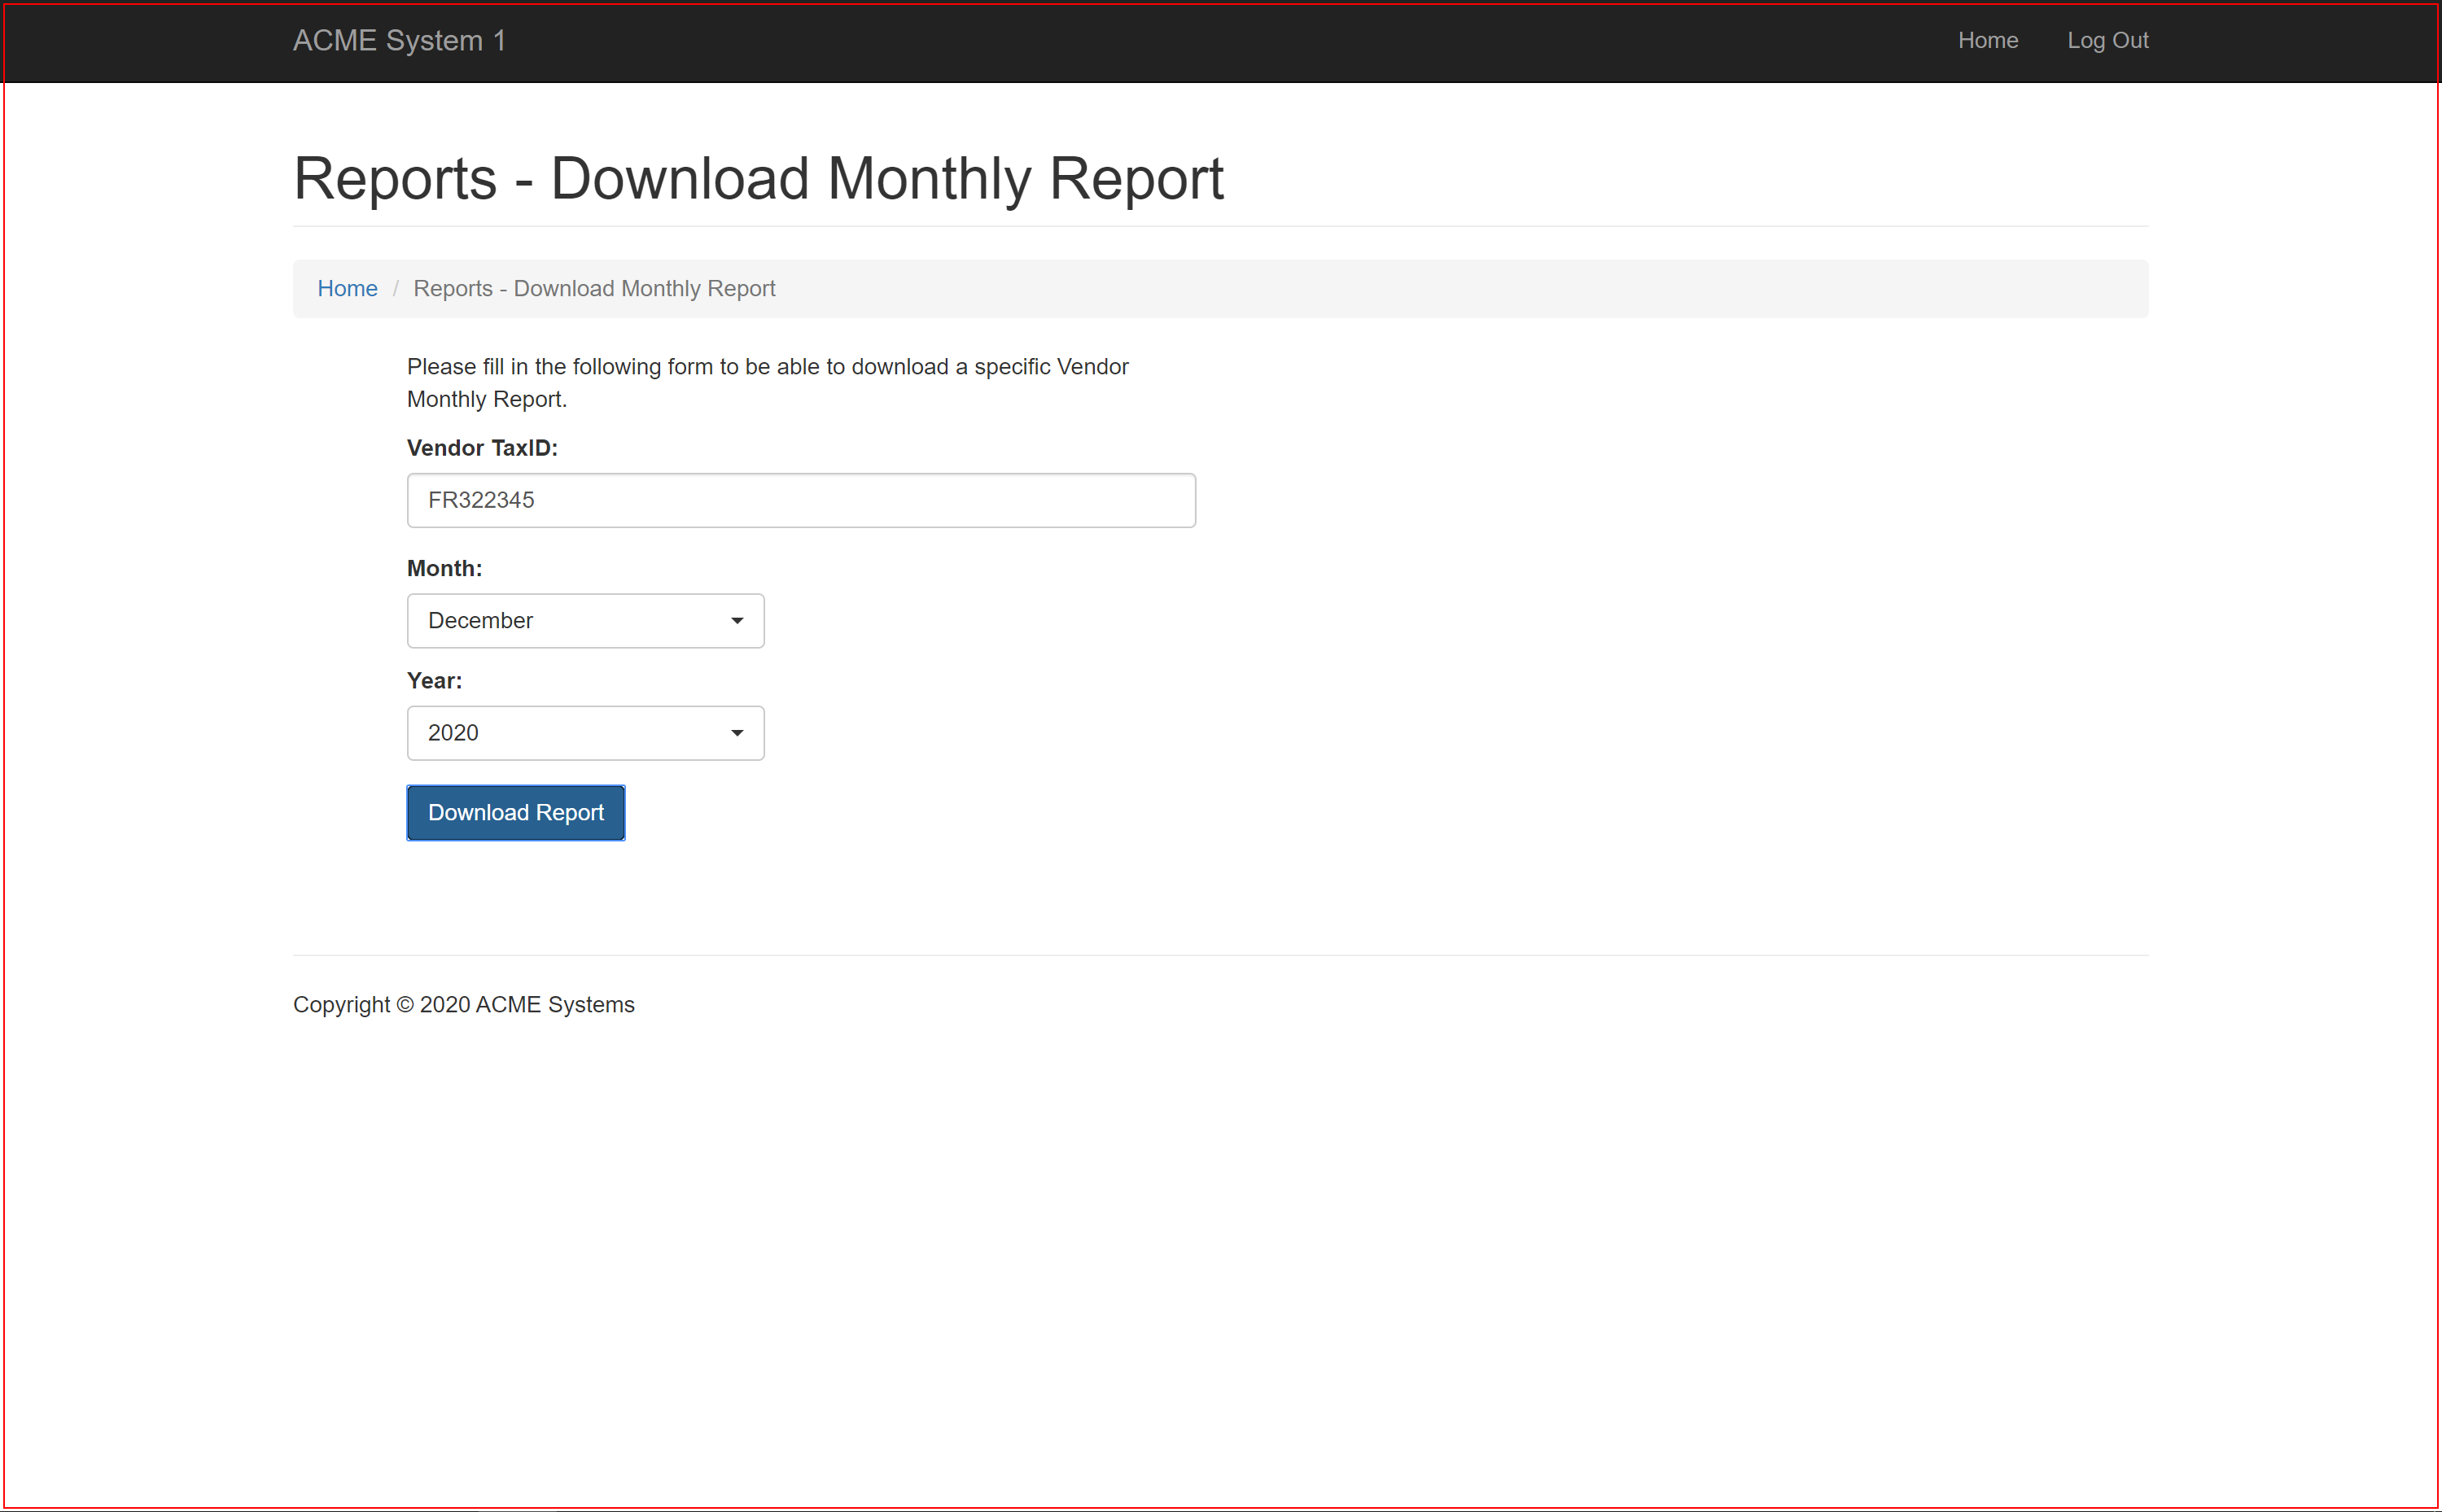 ACME System 1
Home
Log Out
Reports - Download Monthly Report
Home / Reports - Download Monthly Report
Please fill in the following form to be able to download a specific Vendor
Monthly Report.
Vendor TaxID:
FR322345
Month:
December
Year:
2020
Download Report
Copyright © 2020 ACME Systems